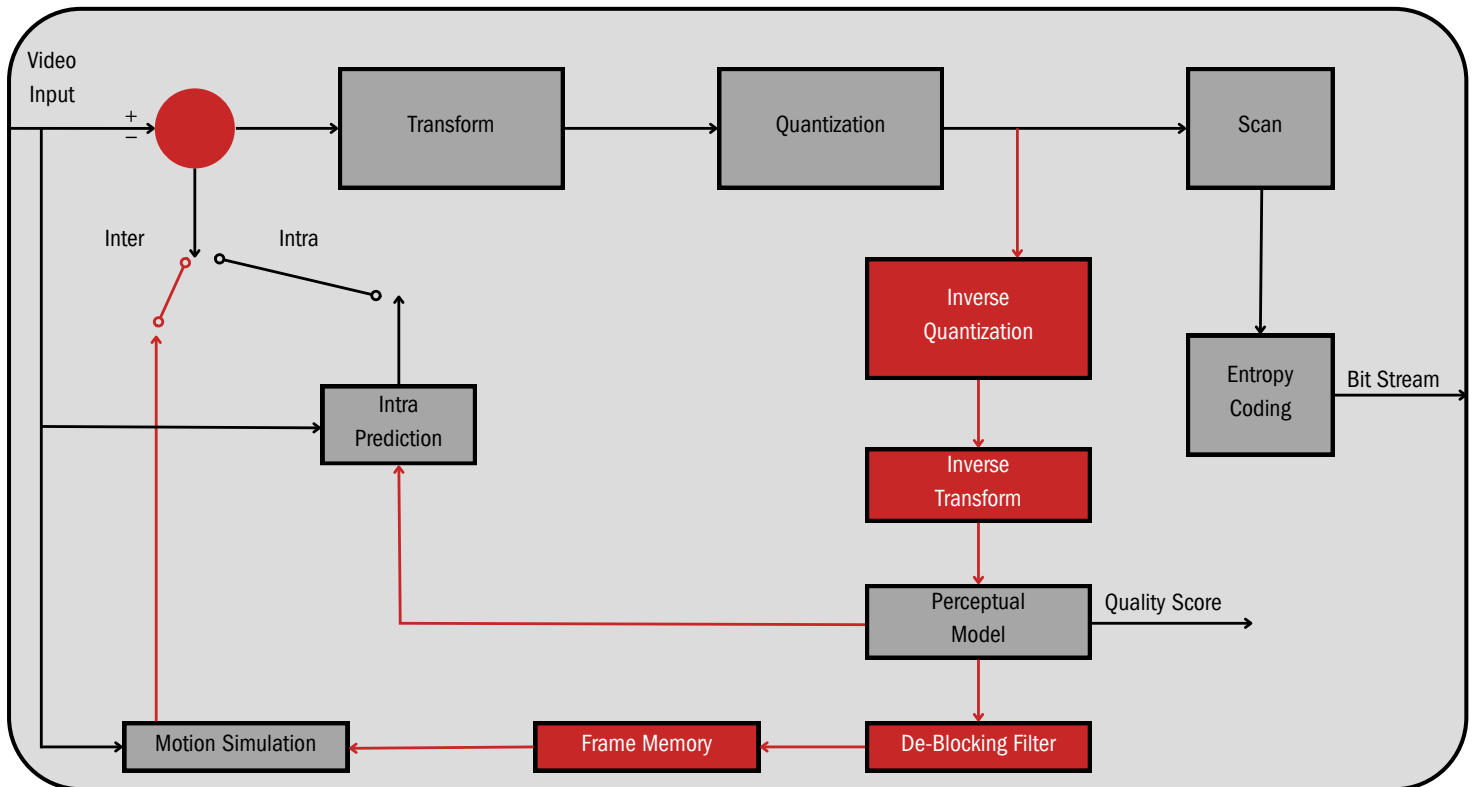 Video
Input
+
−
Transform
Quantization
Scan
Inter
Intra
Inverse
Quantization
Entropy
Coding
Bit Stream
Intra
Prediction
Inverse
Transform
Perceptual
Model
Quality Score
Motion Simulation
Frame Memory
De-Blocking Filter